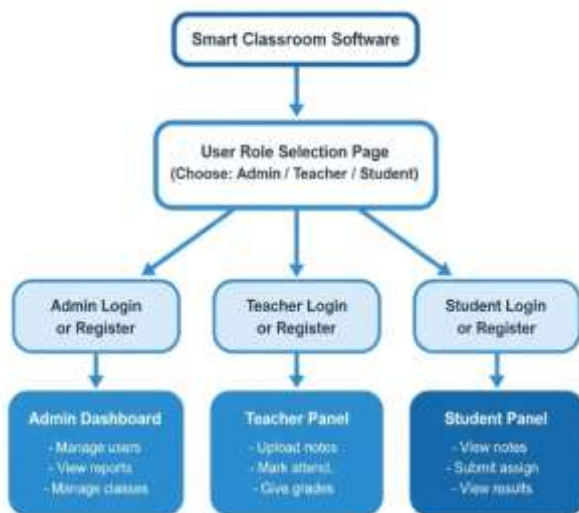 Smart Classroom Software
User Role Selection Page
(Choose: Admin / Teacher / Student)
Admin Login
or Register
Teacher Login
or Register
Student Login
or Register
Admin Dashboard
- Manage users
- View reports
- Manage classes
Teacher Panel
- Upload notes
- Mark attend.
- Give grades
Student Panel
- View notes
- Submit assign
- View results